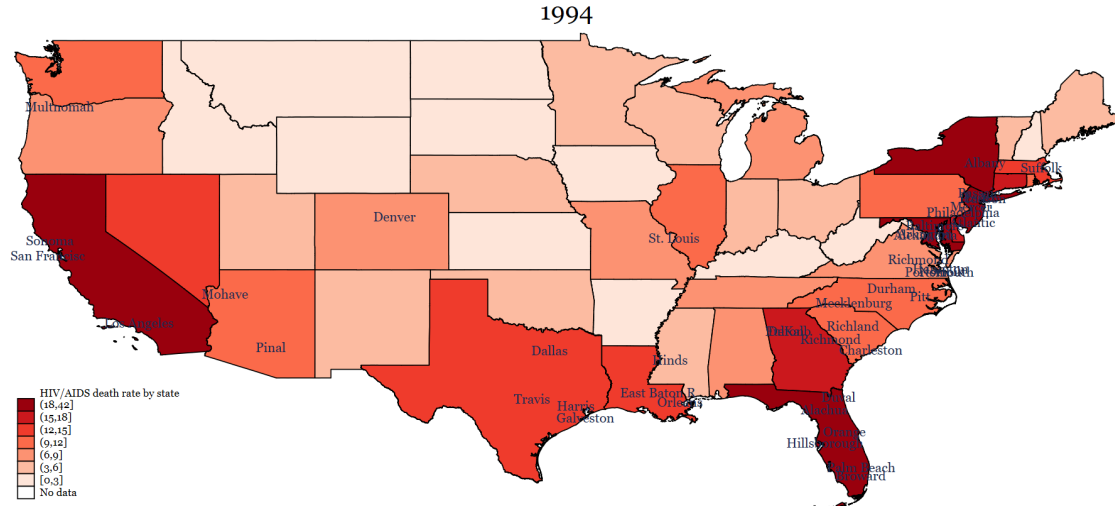 1994
Multnomah
Albany
Suffolk
Denver
Philadelphia
St. Louis
Sonoma
San Francisco
Richmond
Portsmouth
Mohave
Durham
Pitt
Mecklenburg
Los Angeles
Richland
Pinal
Richmond
Dallas
Charleston
Hinds
East Baton R.
Travis
Orleans
Harris
Galveston
Duval
Alachua
Orange
Hillsborough
Palm Beach
Broward
HIV/AIDS death rate by state
(18,42]
(15,18]
(12,15]
(9,12]
(6,9]
(3,6]
[0,3]
No data